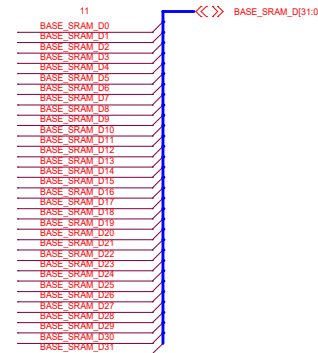 11
BASE_SRAM_D[31:0
BASE_SRAM_D0
BASE_SRAM_D1
BASE_SRAM_D2
BASE_SRAM_D3
BASE_SRAM_D4
BASE_SRAM_D5
BASE_SRAM_D6
BASE_SRAM_D7
BASE_SRAM_D8
BASE_SRAM_D9
BASE_SRAM_D10
BASE_SRAM_D11
BASE_SRAM_D12
BASE_SRAM_D13
BASE_SRAM_D14
BASE_SRAM_D15
BASE_SRAM_D16
BASE_SRAM_D17
BASE_SRAM_D18
BASE_SRAM_D19
BASE_SRAM_D20
BASE_SRAM_D21
BASE_SRAM_D22
BASE_SRAM_D23
BASE_SRAM_D24
BASE_SRAM_D25
BASE_SRAM_D26
BASE_SRAM_D27
BASE_SRAM_D28
BASE_SRAM_D29
BASE_SRAM_D30
BASE_SRAM_D31